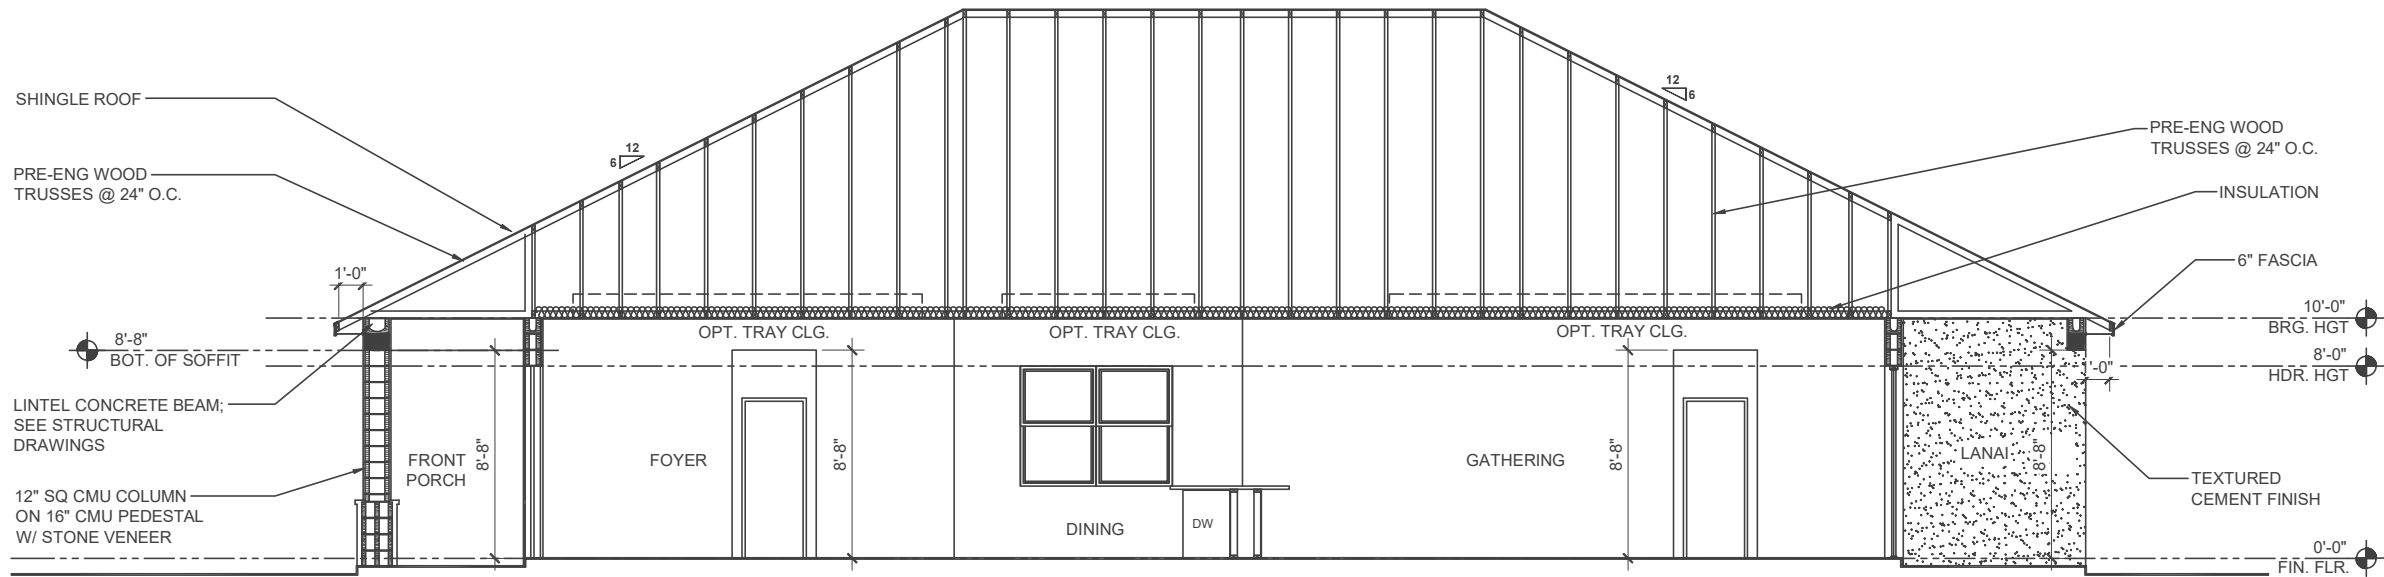 SHINGLE ROOF
PRE-ENG WOOD
TRUSSES @ 24" O.C.
1'-0"
8'-8"
BOT. OF SOFFIT
LINTEL CONCRETE BEAM;
SEE STRUCTURAL
DRAWINGS
12" SQ CMU COLUMN
ON 16" CMU PEDESTAL
W/ STONE VENEER
12
6
FRONT
PORCH
8'-8"
OPT. TRAY CLG.
FOYER
8'-8"
OPT. TRAY CLG.
DINING
DW
OPT. TRAY CLG.
GATHERING
8'-8"
12
6
LANAI
8'-8"
PRE-ENG WOOD
TRUSSES @ 24" O.C.
INSULATION
6" FASCIA
10'-0"
BRG. HGT
8'-0"
HDR. HGT
1'-0"
TEXTURED
CEMENT FINISH
0'-0"
FIN. FLR.